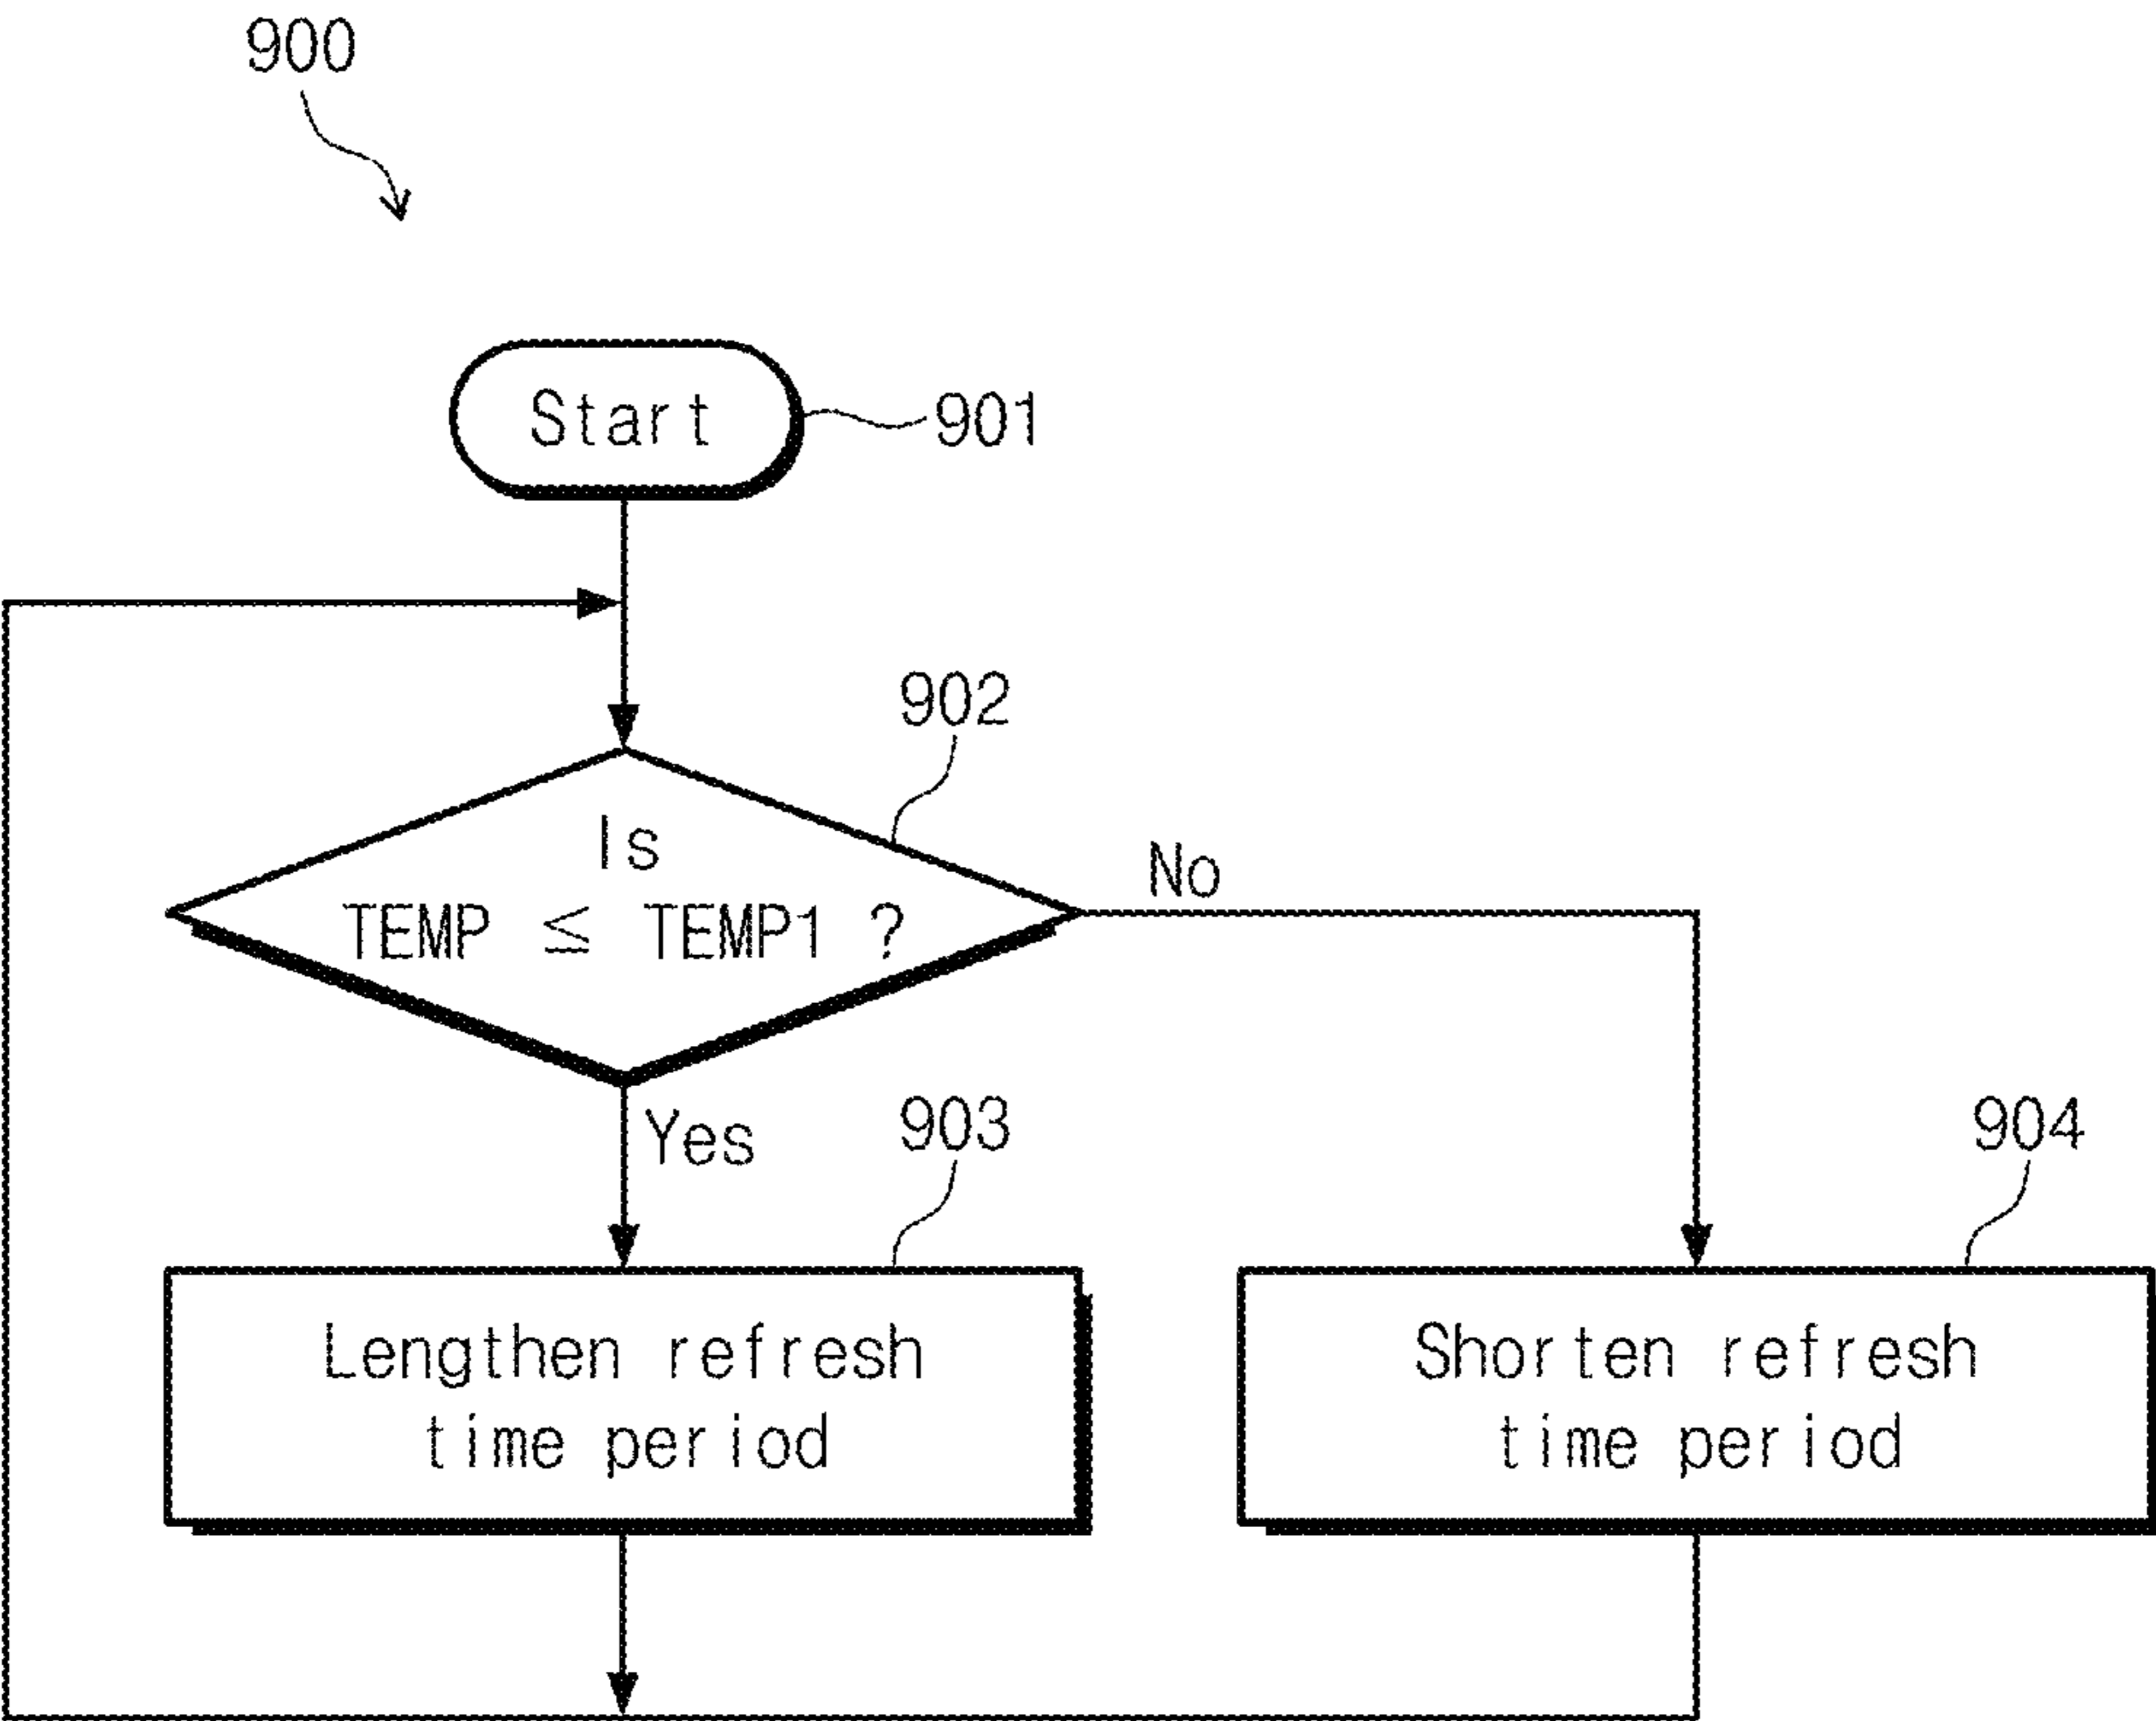 900
Start
901
902
Is
TEMP ≦ TEMP1 ?
No
Yes
903
904
Lengthen refresh
time period
Shorten refresh
time period